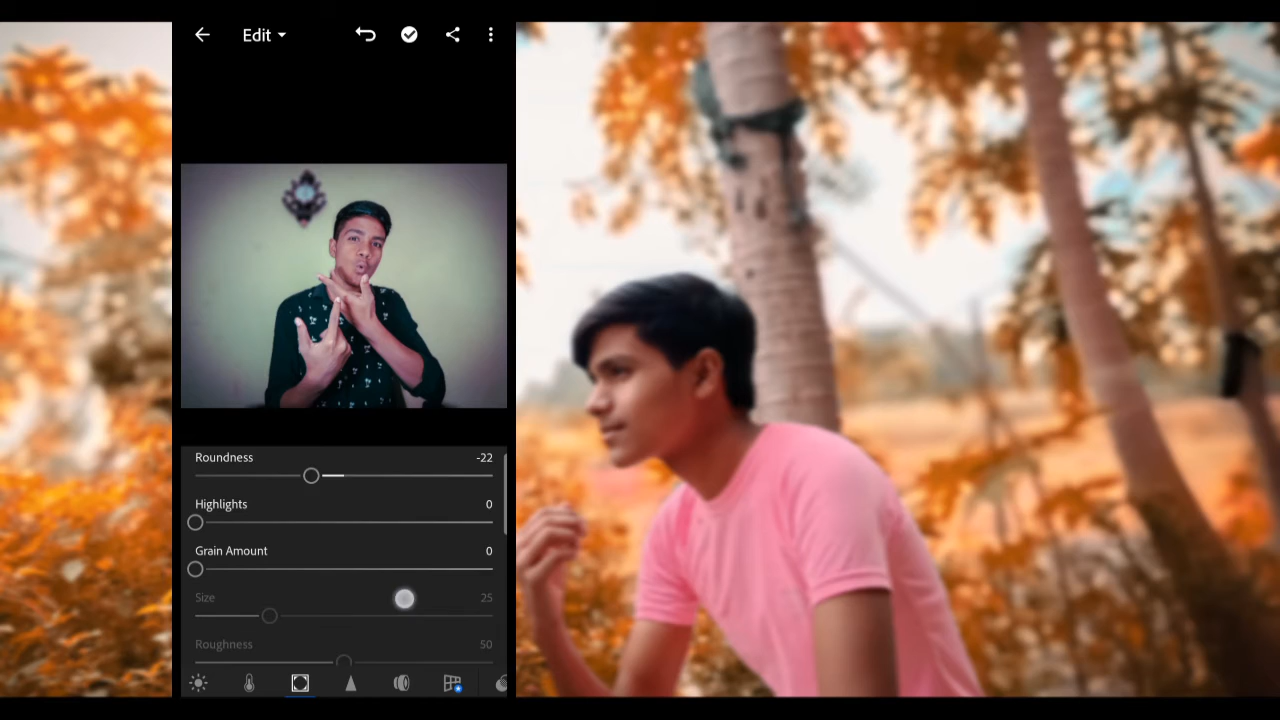 Edit
Roundness -22
Highlights 0
Grain Amount 0
Size 25
Roughness 50